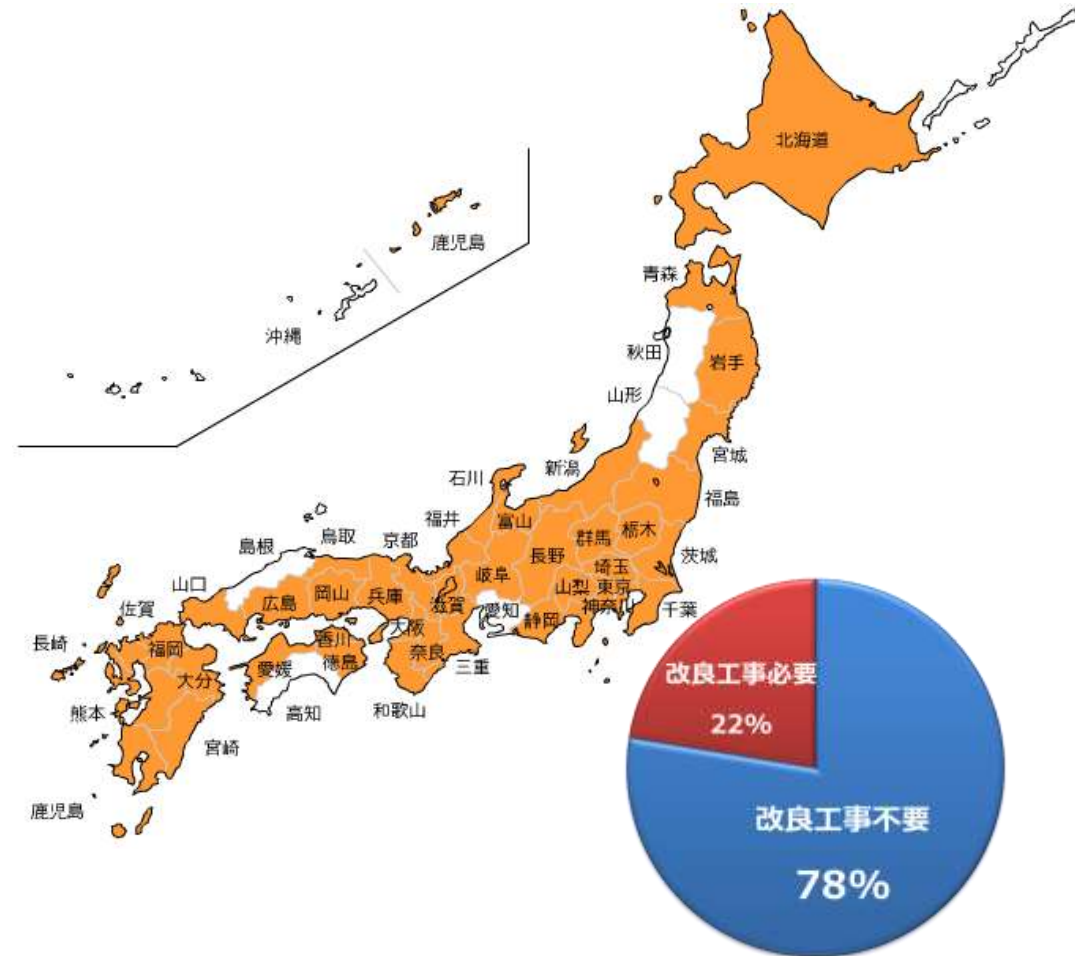 北海道
鹿児島
青森
沖縄
秋田
岩手
山形
宮城
新潟
石川
福島
福井
富山
栃木
群馬
鳥取
京都
島根
長野
茨城
埼玉
岐阜
山口
山梨
東京
岡山
兵庫
滋賀
広島
愛知
神奈川
静岡
千葉
佐賀
大阪
香川
長崎
福岡
奈良
徳島
愛媛
三重
大分
高知
和歌山
熊本
宮崎
鹿児島
改良工事必要
22%
改良工事不要
78%